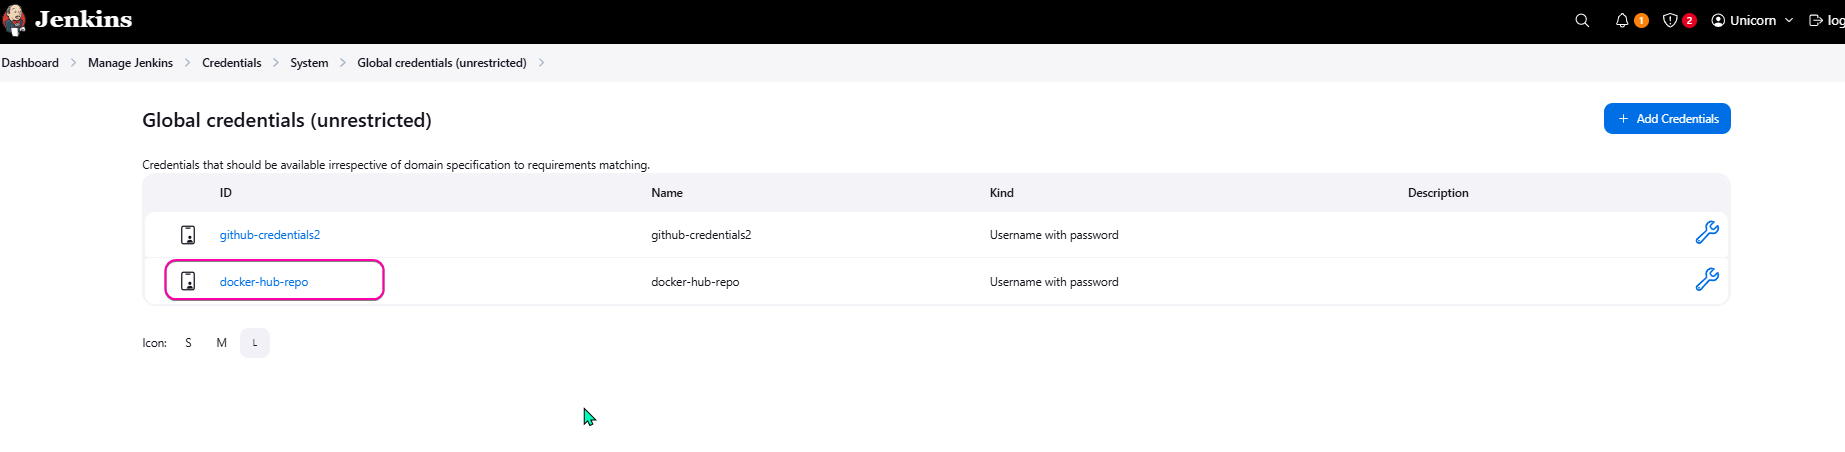 Jenkins
1 2 Unicorn log
Dashboard Manage Jenkins Credentials System Global credentials (unrestricted)
Global credentials (unrestricted)
+ Add Credentials
Credentials that should be available irrespective of domain specification to requirements matching.
ID Name Kind Description
github-credentials2 github-credentials2 Username with password
docker-hub-repo docker-hub-repo Username with password
Icon: S M L